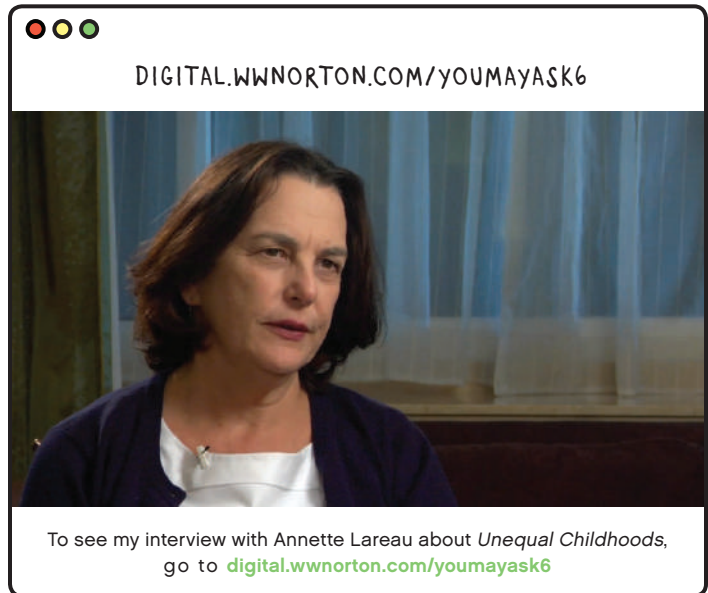 DIGITAL.WWNORTON.COM/YOUMAYASK6
To see my interview with Annette Lareau about Unequal Childhoods,
go to digital.wwnorton.com/youmayask6